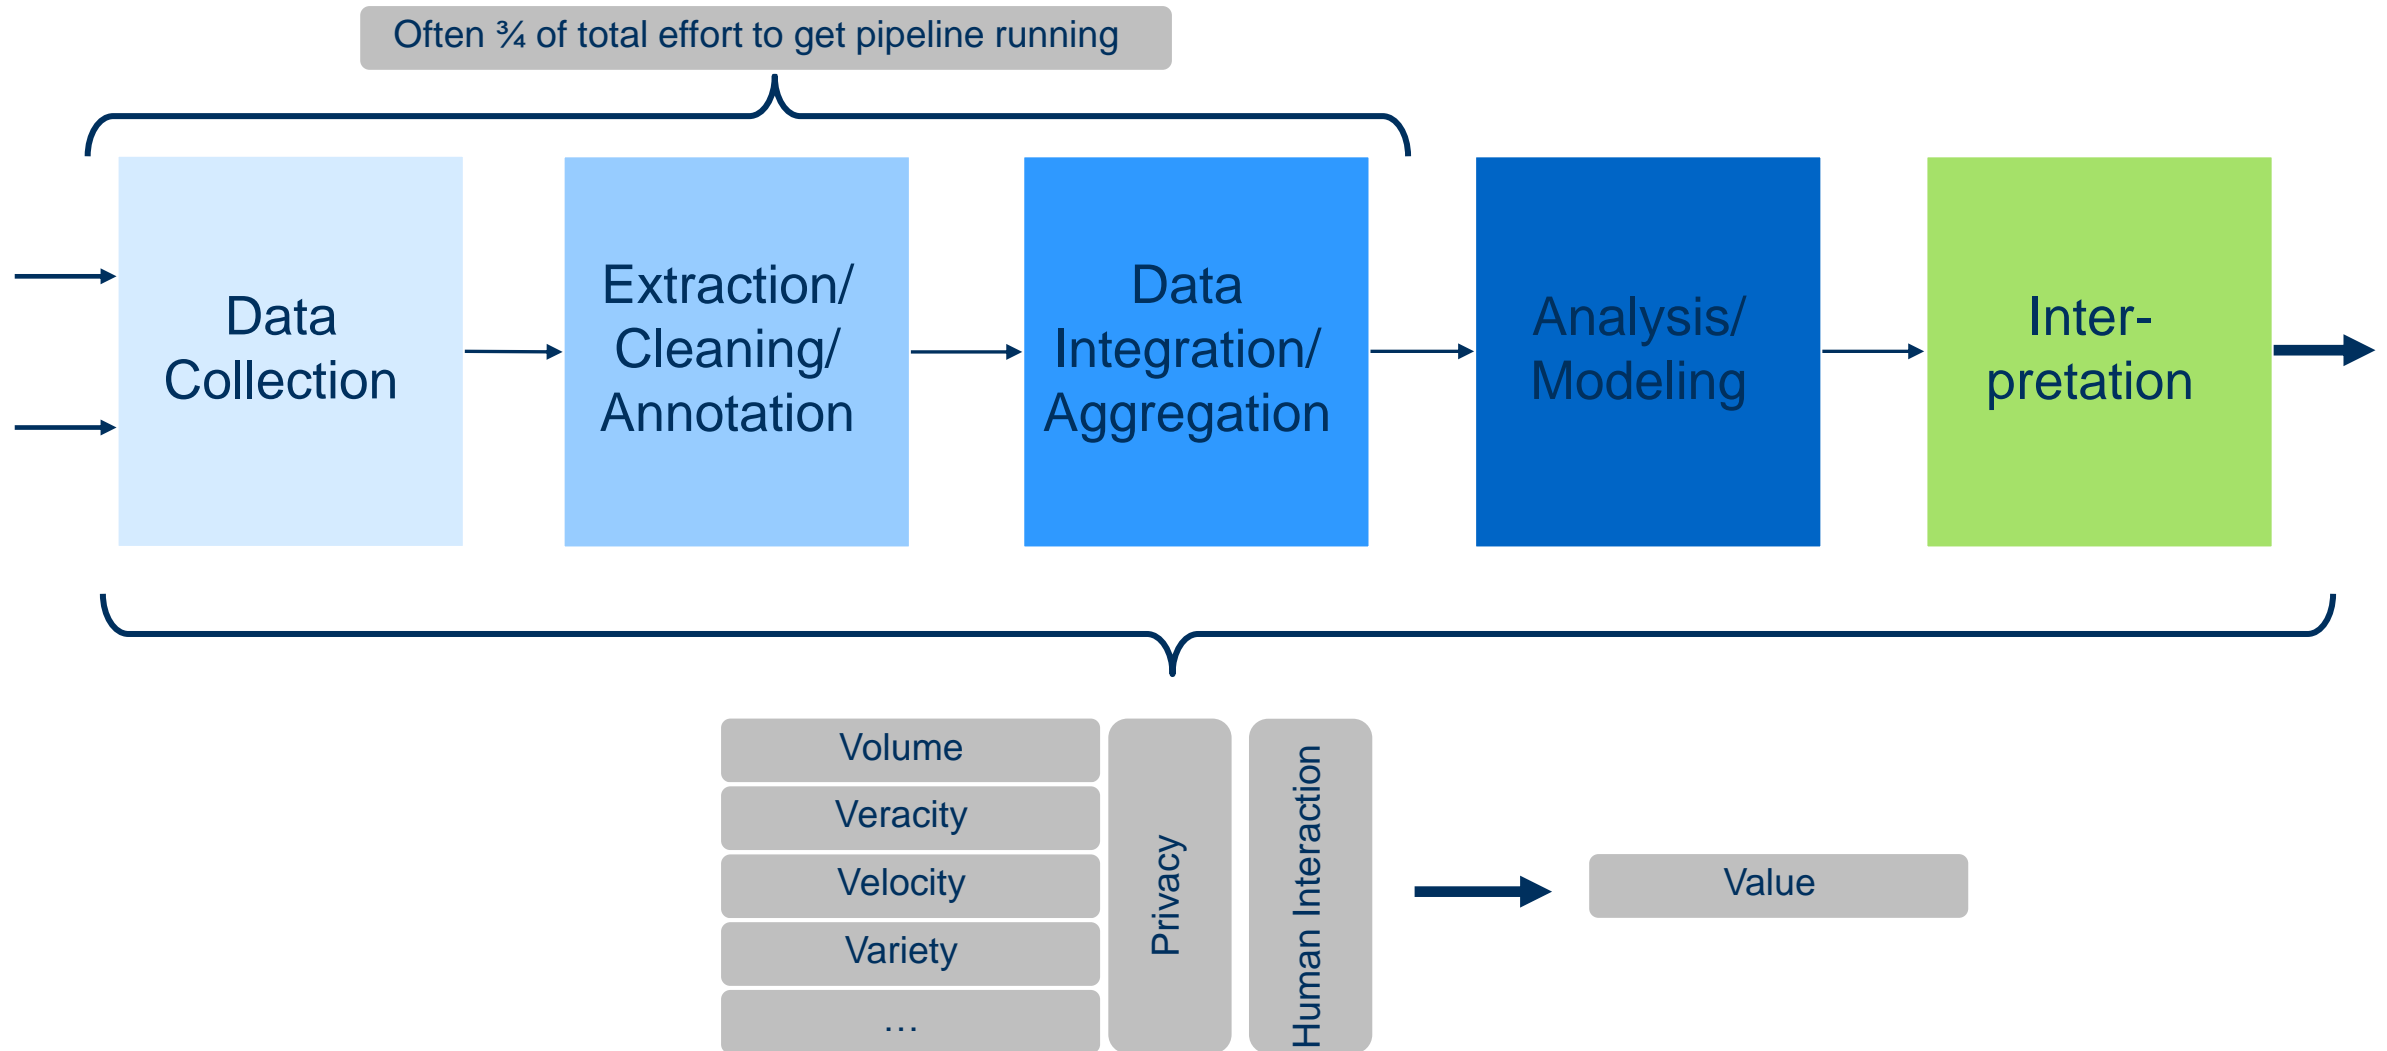 Often ¾ of total effort to get pipeline running
Data
Collection
Extraction/
Cleaning/
Annotation
Data
Integration/
Aggregation
Analysis/
Modeling
Inter-
pretation
Volume
Veracity
Velocity
Variety
…
Privacy
Human Interaction
Value